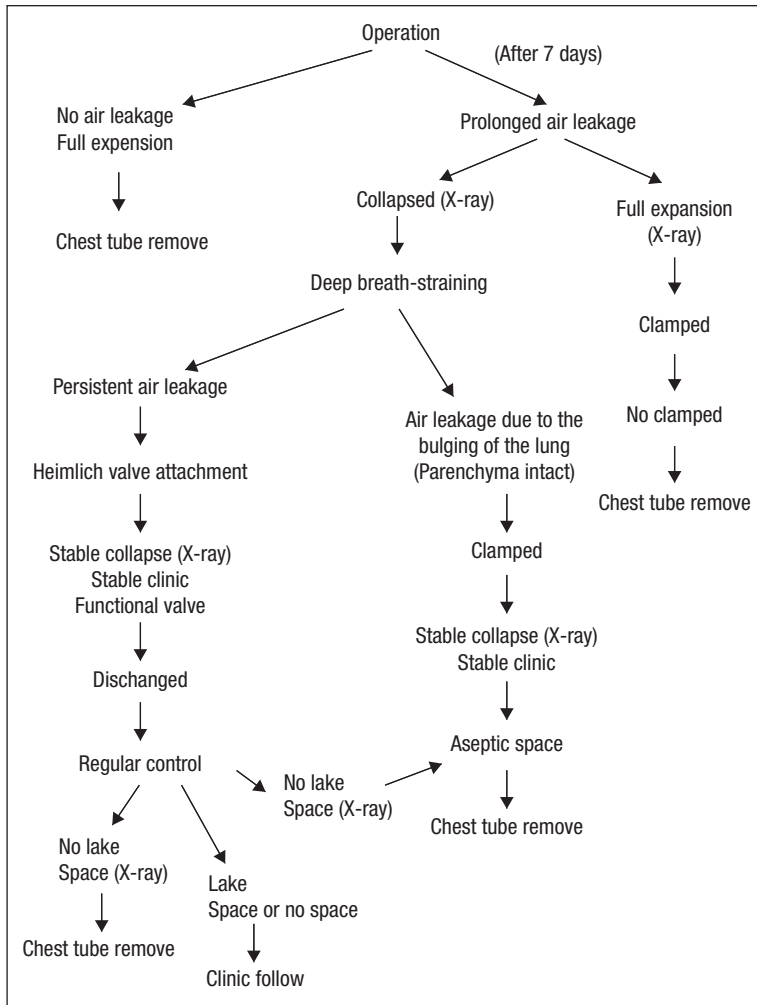 Operation
(After 7 days)
No air leakage
Full expension
Prolonged air leakage
Chest tube remove
Collapsed (X-ray)
Full expansion
(X-ray)
Deep breath-straining
Clamped
Persistent air leakage
Air leakage due to the
bulging of the lung
(Parenchyma intact)
No clamped
Heimlich valve attachment
Chest tube remove
Stable collapse (X-ray)
Stable clinic
Functional valve
Clamped
Stable collapse (X-ray)
Stable clinic
Dischanged
Aseptic space
Regular control
No lake
Space (X-ray)
Chest tube remove
No lake
Space (X-ray)
Lake
Space or no space
Chest tube remove
Clinic follow